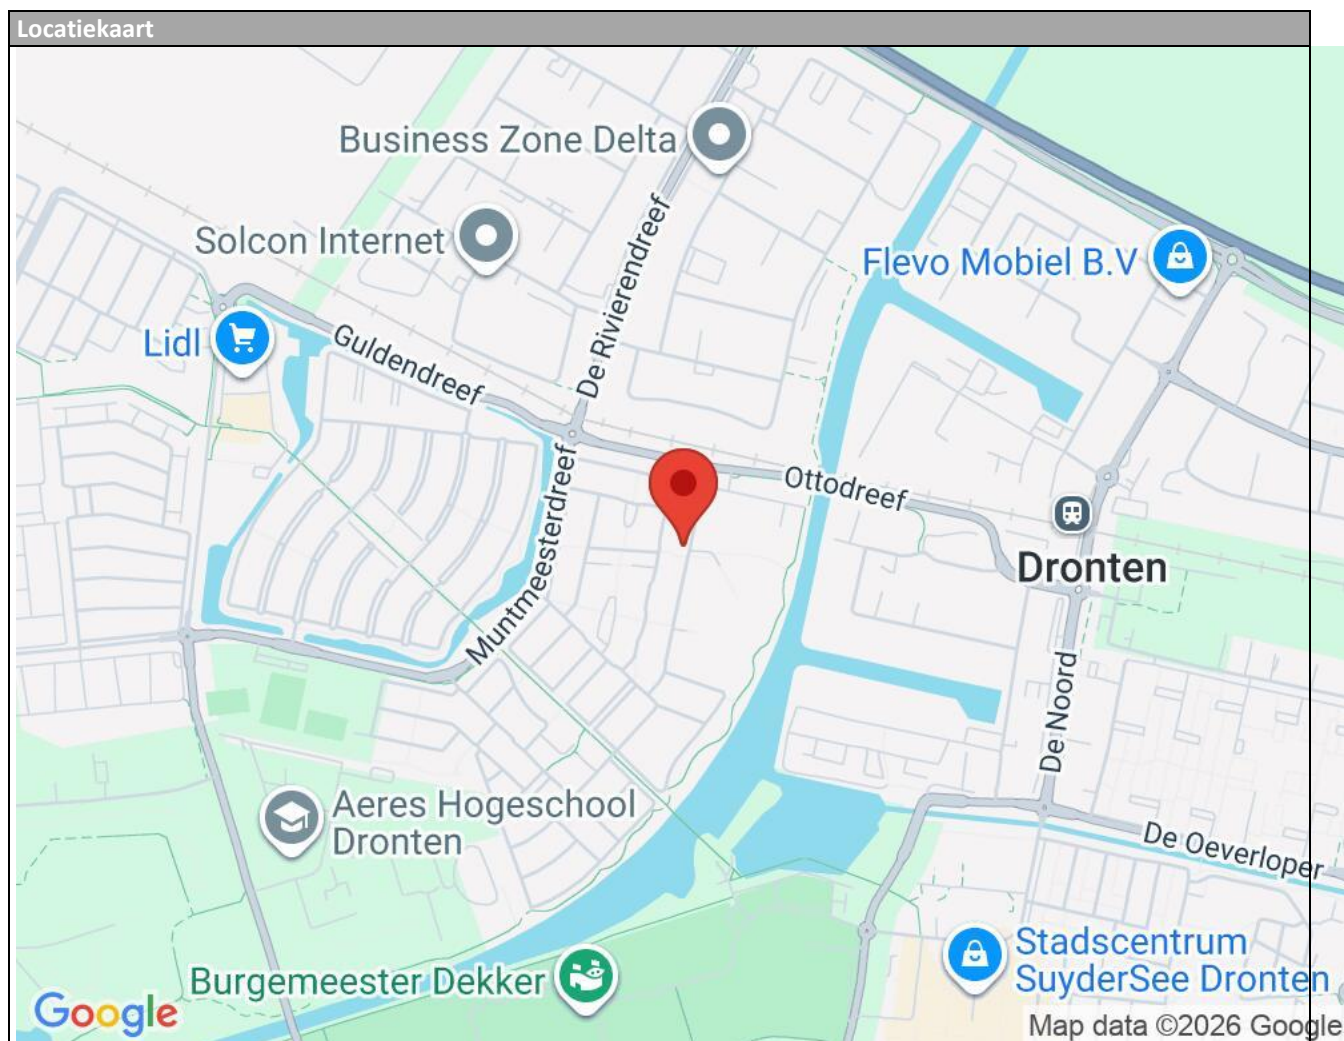 Locatiekaart
Business Zone Delta
Solcon Internet
De Rivierendreef
Flevo Mobiel B.V
Lidl
Guldendreef
Muntmeesterdreef
Ottodreef
Dronten
De Noord
Aeres Hogeschool
Dronten
De Oeverloper
Burgemeester Dekker
Stadscentrum
SuyderSee Dronten
Google
Map data ©2026 Google